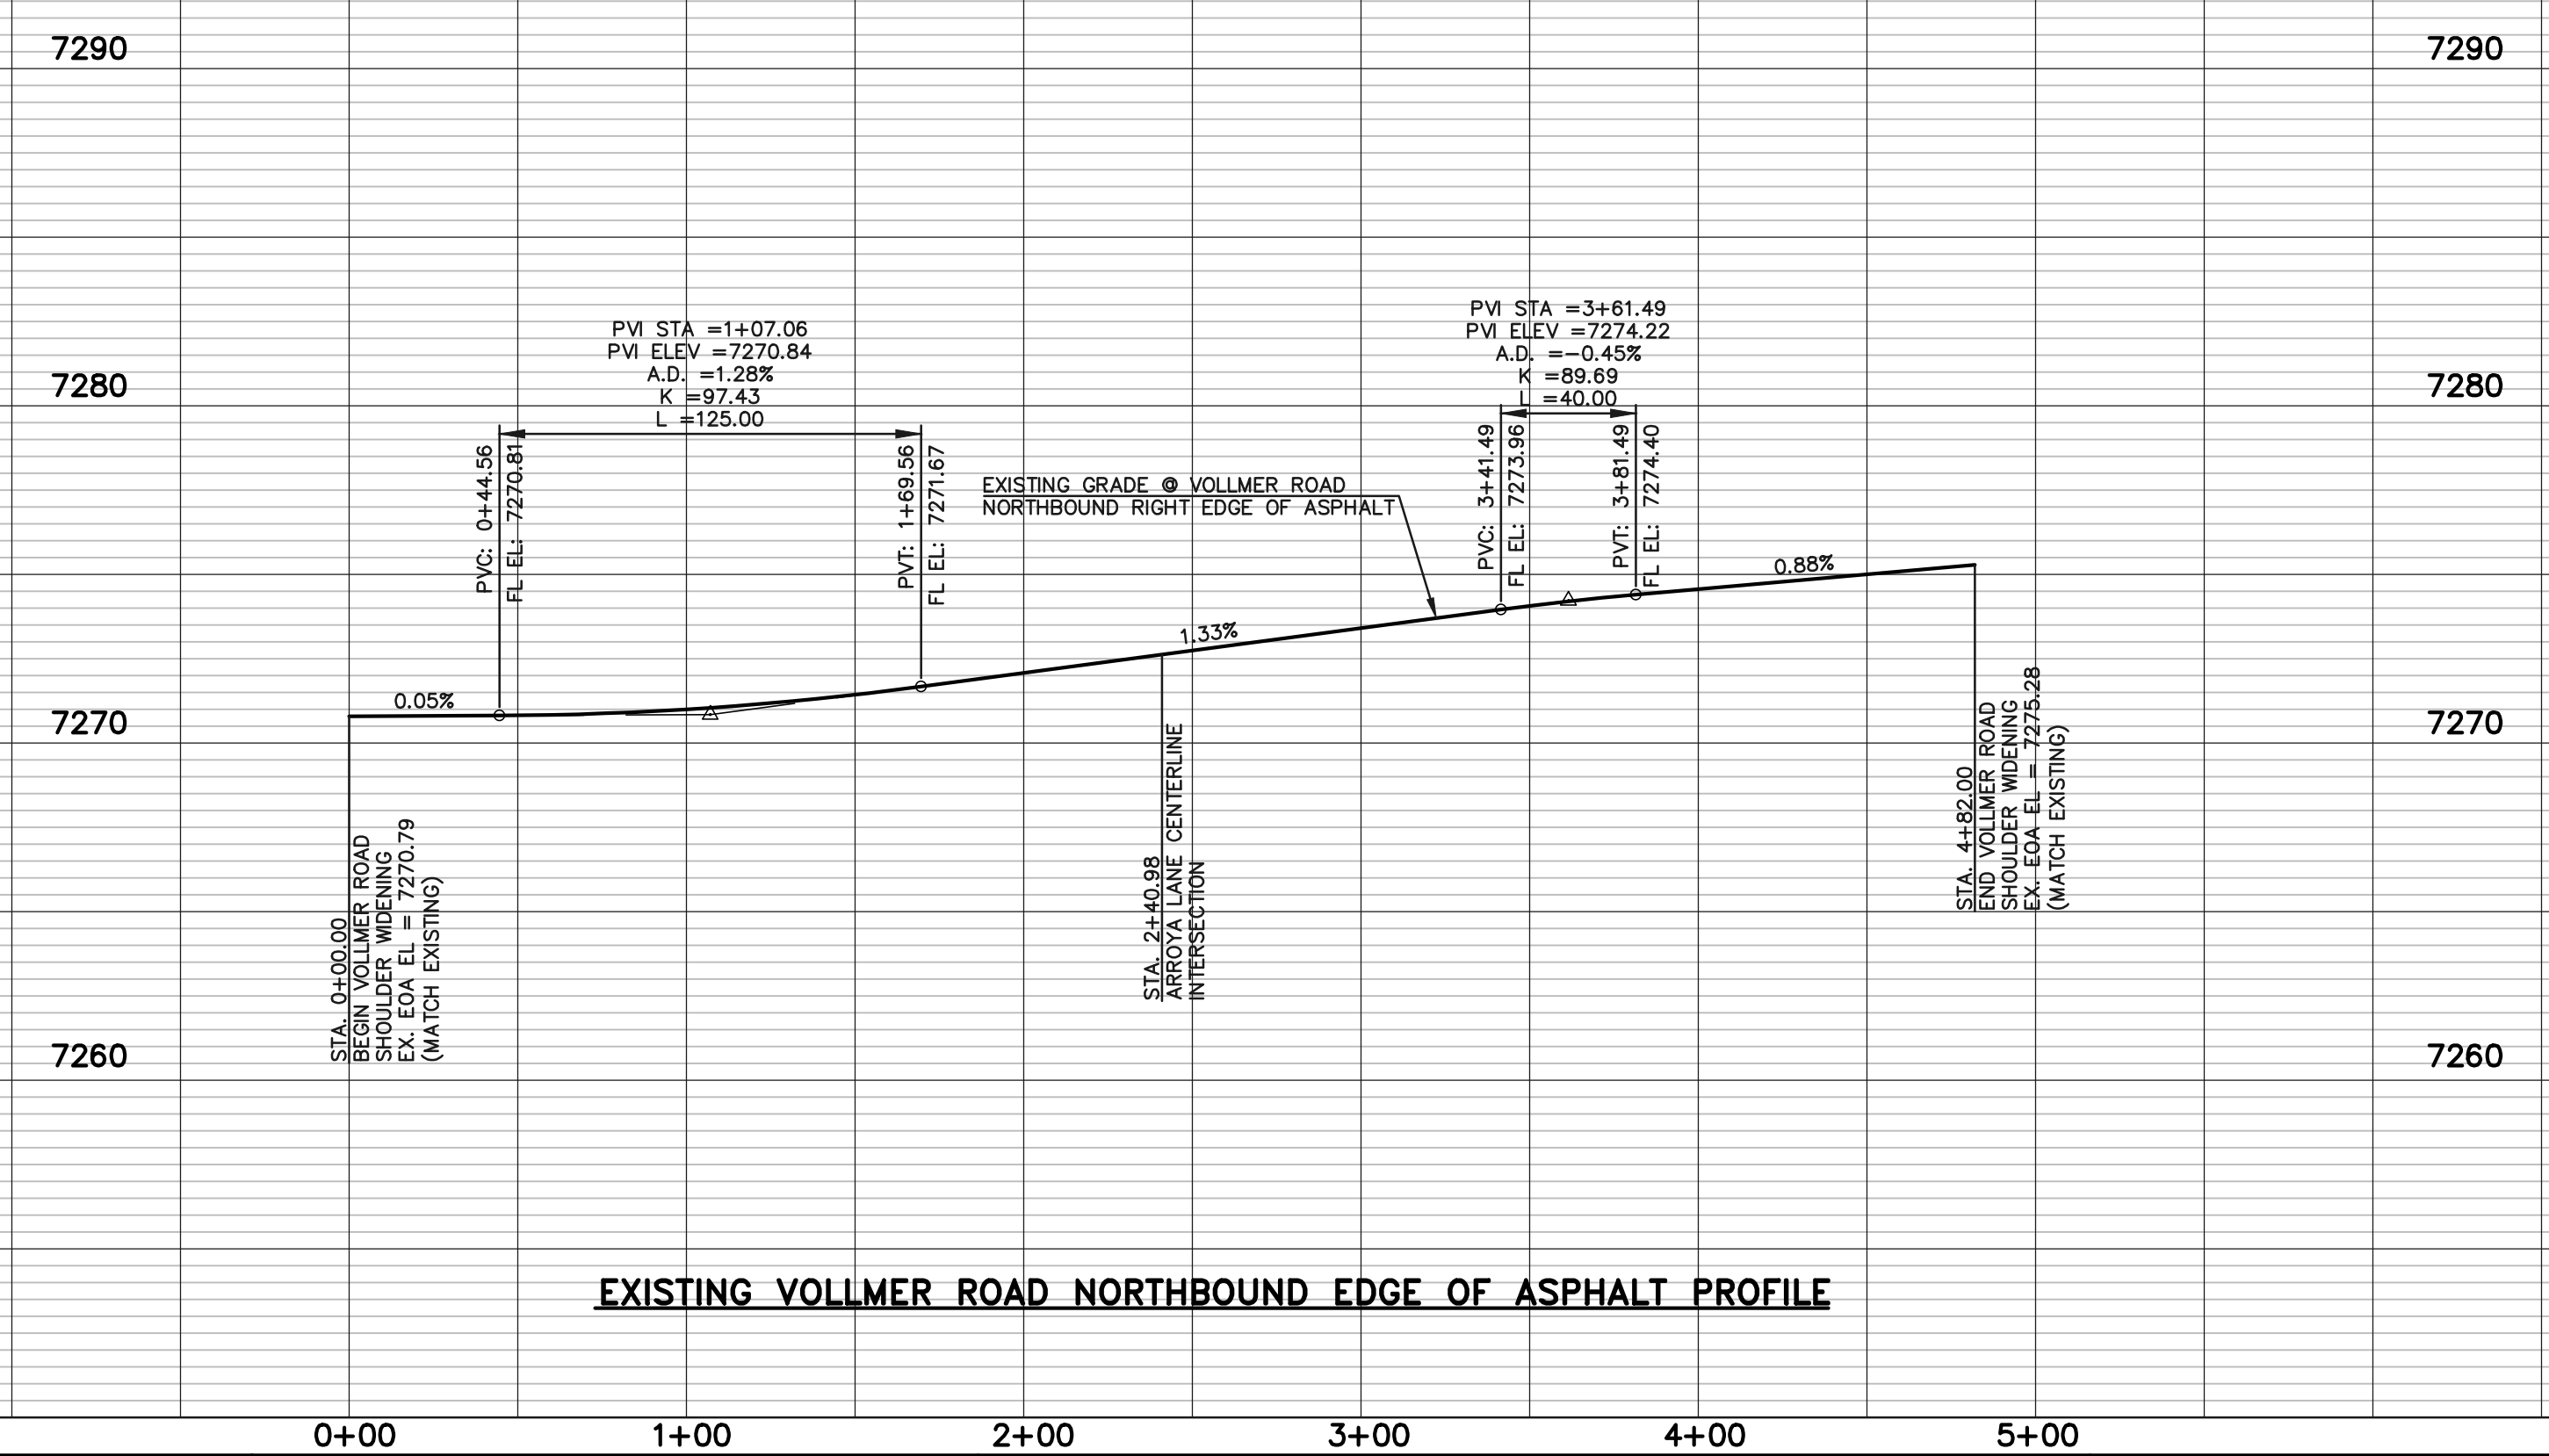 7290
7290
PVI STA =1+07.06
PVI ELEV =7270.84
A.D. =1.28%
K =97.43
L =125.00
PVI STA =3+61.49
PVI ELEV =7274.22
A.D. =-0.45%
K =89.69
L =40.00
7280
7280
PVC: 0+44.56
FL EL: 7270.81
PVT: 1+69.56
FL EL: 7271.67
EXISTING GRADE @ VOLLMER ROAD
NORTHBOUND RIGHT EDGE OF ASPHALT
PVC: 3+41.49
FL EL: 7273.96
PVT: 3+81.49
FL EL: 7274.40
0.05%
1.33%
0.88%
7270
7270
STA. 0+00.00
BEGIN VOLLMER ROAD
SHOULDER WIDENING
EX. EOA EL = 7270.79
(MATCH EXISTING)
STA. 2+40.98
ARROYA LANE CENTERLINE
INTERSECTION
STA. 4+82.00
END VOLLMER ROAD
SHOULDER WIDENING
EX. EOA EL = 7275.28
(MATCH EXISTING)
7260
7260
EXISTING VOLLMER ROAD NORTHBOUND EDGE OF ASPHALT PROFILE
0+00
1+00
2+00
3+00
4+00
5+00